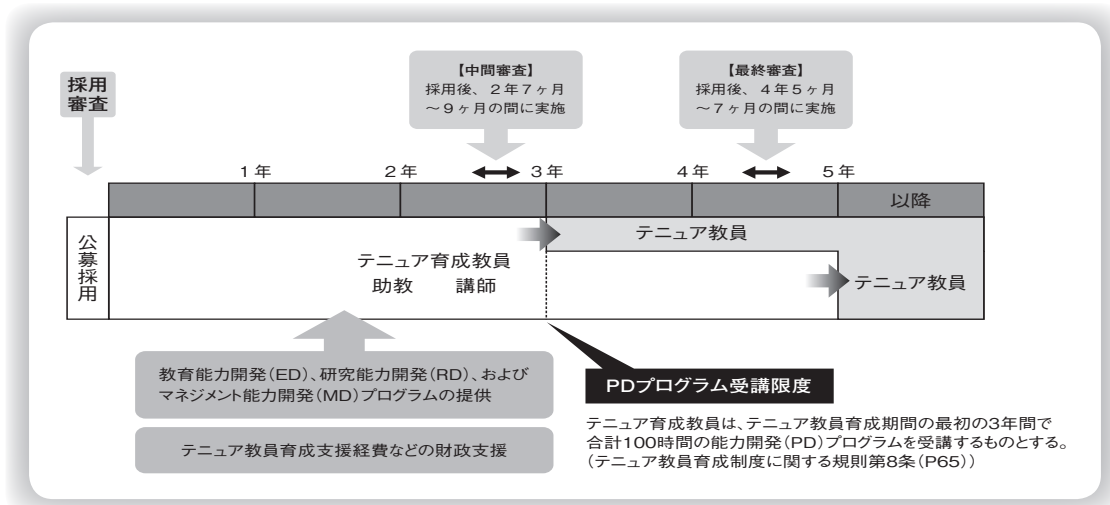 採用
審査
【中間審査】
採用後、2年7ヶ月
～9ヶ月の間に実施
【最終審査】
採用後、4年5ヶ月
～7ヶ月の間に実施
1年
2年
3年
4年
5年
以降
公募採用
テニュア育成教員
助教 講師
テニュア教員
テニュア教員
教育能力開発(ED)、研究能力開発(RD)、および
マネジメント能力開発(MD)プログラムの提供
テニュア教員育成支援経費などの財政支援
PDプログラム受講限度
テニュア育成教員は、テニュア教員育成期間の最初の3年間で
合計100時間の能力開発(PD)プログラムを受講するものとする。
(テニュア教員育成制度に関する規則第8条(P65))